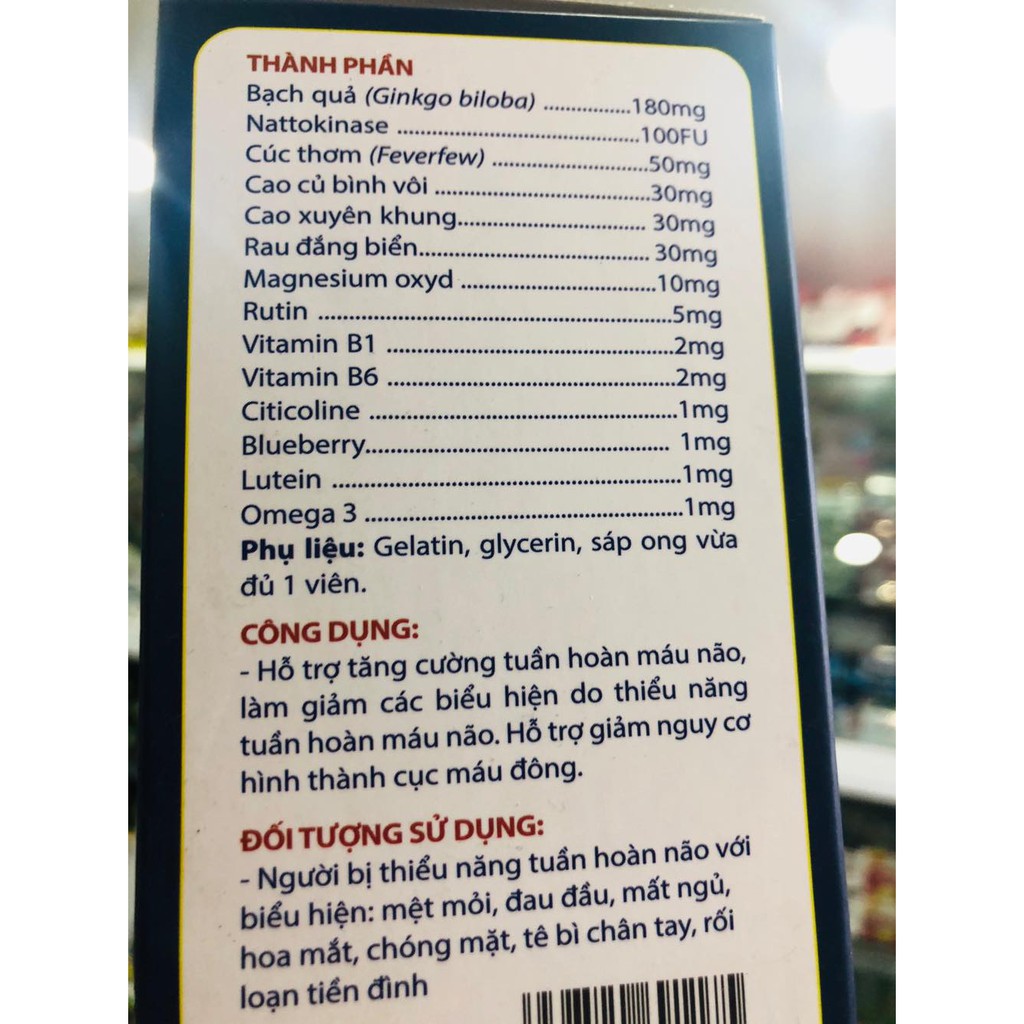 THÀNH PHẦN
Bạch quả (Ginkgo biloba) ................180mg
Nattokinase .......................................100FU
Cúc thơm (Feverfew) .........................50mg
Cao củ bình vôi ...................................30mg
Cao xuyên khung.............................. 30mg
Rau đắng biển..................................... 30mg
Magnesium oxyd ...............................10mg
Rutin .........................................................5mg
Vitamin B1 ..............................................2mg
Vitamin B6 ..............................................2mg
Citicoline .................................................1mg
Blueberry................................................. 1mg
Lutein ........................................................1mg
Omega 3 ...................................................1mg
Phụ liệu: Gelatin, glycerin, sáp ong vừa
đủ 1 viên.
CÔNG DỤNG:
- Hỗ trợ tăng cường tuần hoàn máu não,
làm giảm các biểu hiện do thiểu năng
tuần hoàn máu não. Hỗ trợ giảm nguy cơ
hình thành cục máu đông.
ĐỐI TƯỢNG SỬ DỤNG:
- Người bị thiểu năng tuần hoàn não với
biểu hiện: mệt mỏi, đau đầu, mất ngủ,
hoa mắt, chóng mặt, tê bì chân tay, rối
loạn tiền đình